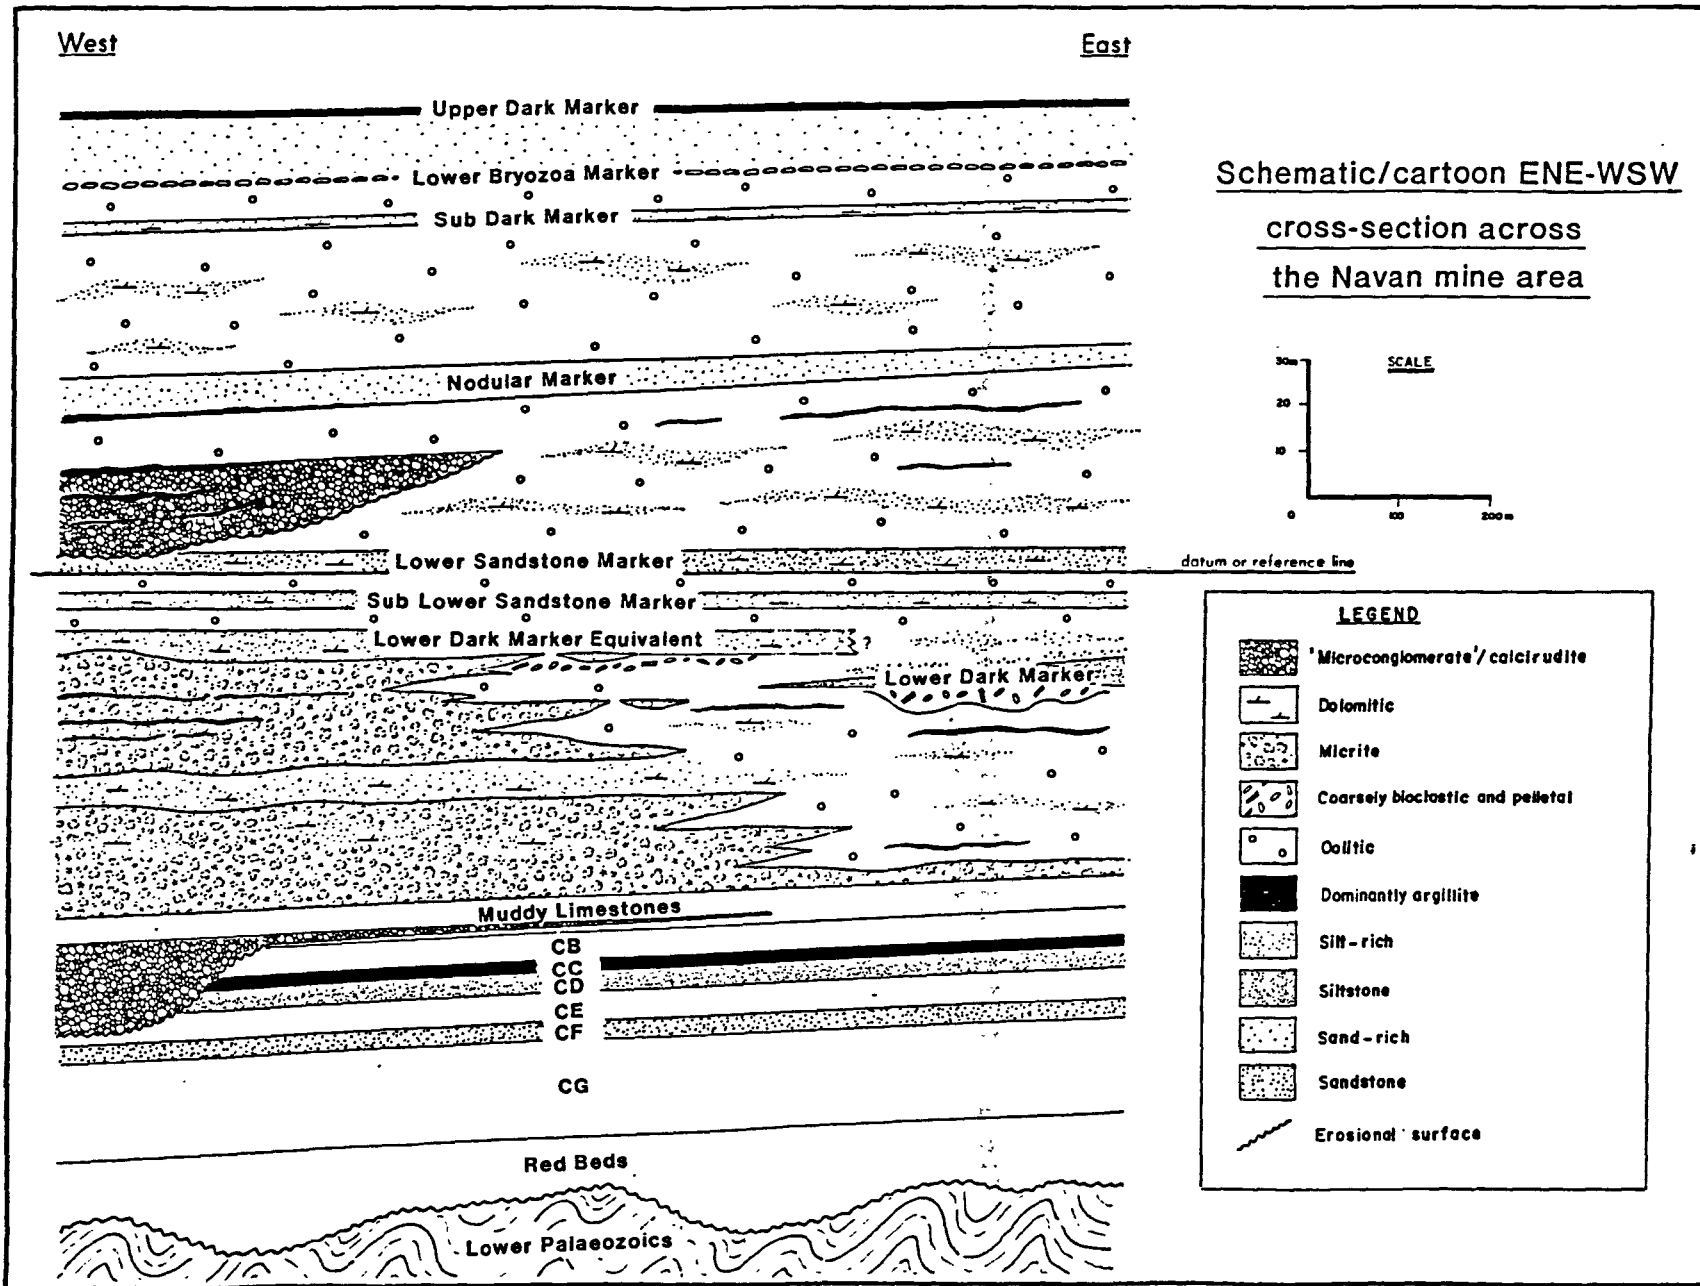 West
East
Upper Dark Marker
Lower Bryozoa Marker
Sub Dark Marker
Nodular Marker
Lower Sandstone Marker
Sub Lower Sandstone Marker
Lower Dark Marker Equivalent
?
Lower Dark Marker
Muddy Limestones
CB
CC
CD
CE
CF
CG
Red Beds
Lower Palaeozoics
Schematic/cartoon ENE-WSW
cross-section across
the Navan mine area
SCALE
30m
20
10
0
100
200m
datum or reference line
LEGEND
'Microconglomerate'/calcirudite
Dolomitic
Micrite
Coarsely bioclastic and pelletal
Oolitic
Dominantly argillite
Silt-rich
Siltstone
Sand-rich
Sandstone
Erosional surface